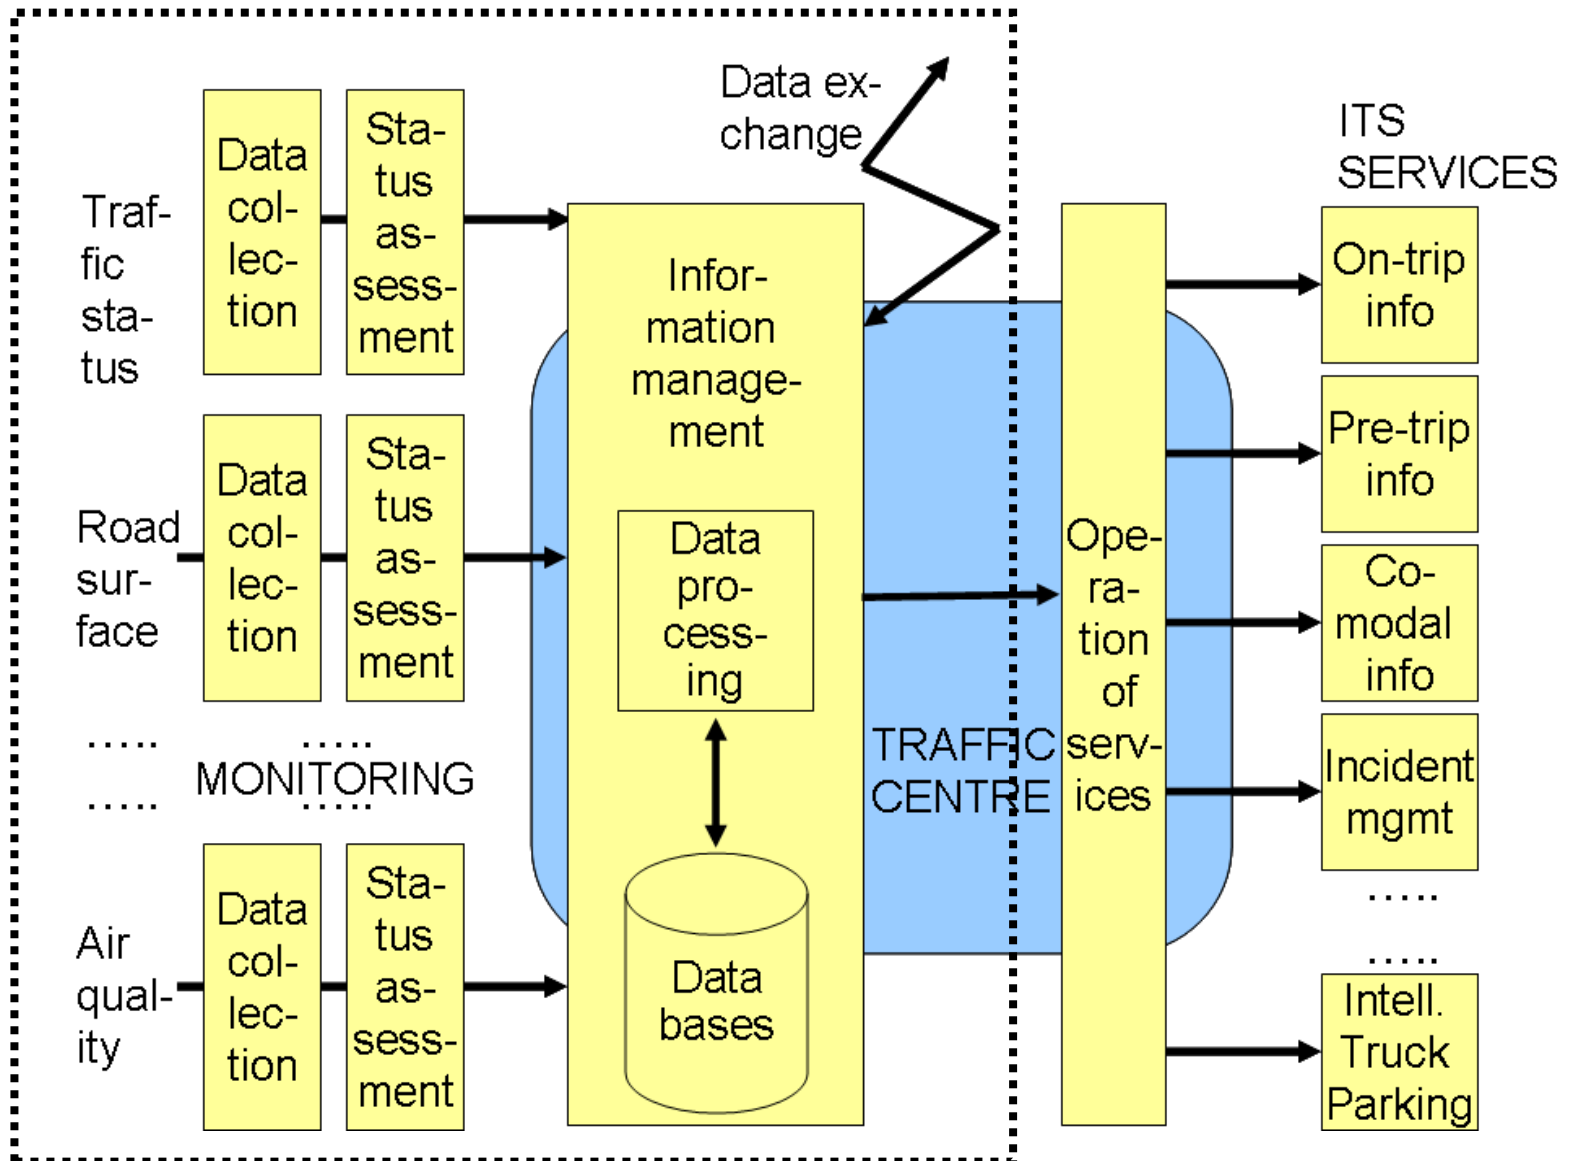 Data ex-
change
ITS
SERVICES
Traf-
fic
sta-
tus
Data
col-
lec-
tion
Sta-
tus
as-
sess-
ment
Infor-
mation
manage-
ment
On-trip
info
Pre-trip
info
Road
sur-
face
Data
col-
lec-
tion
Sta-
tus
as-
sess-
ment
Data
pro-
cess-
ing
Ope-
ra-
tion
of
serv-
ices
Co-
modal
info
.....
.....
MONITORING
.....
.....
TRAFFIC
CENTRE
Incident
mgmt
.....
.....
Air
qual-
ity
Data
col-
lec-
tion
Sta-
tus
as-
sess-
ment
Data
bases
Intell.
Truck
Parking